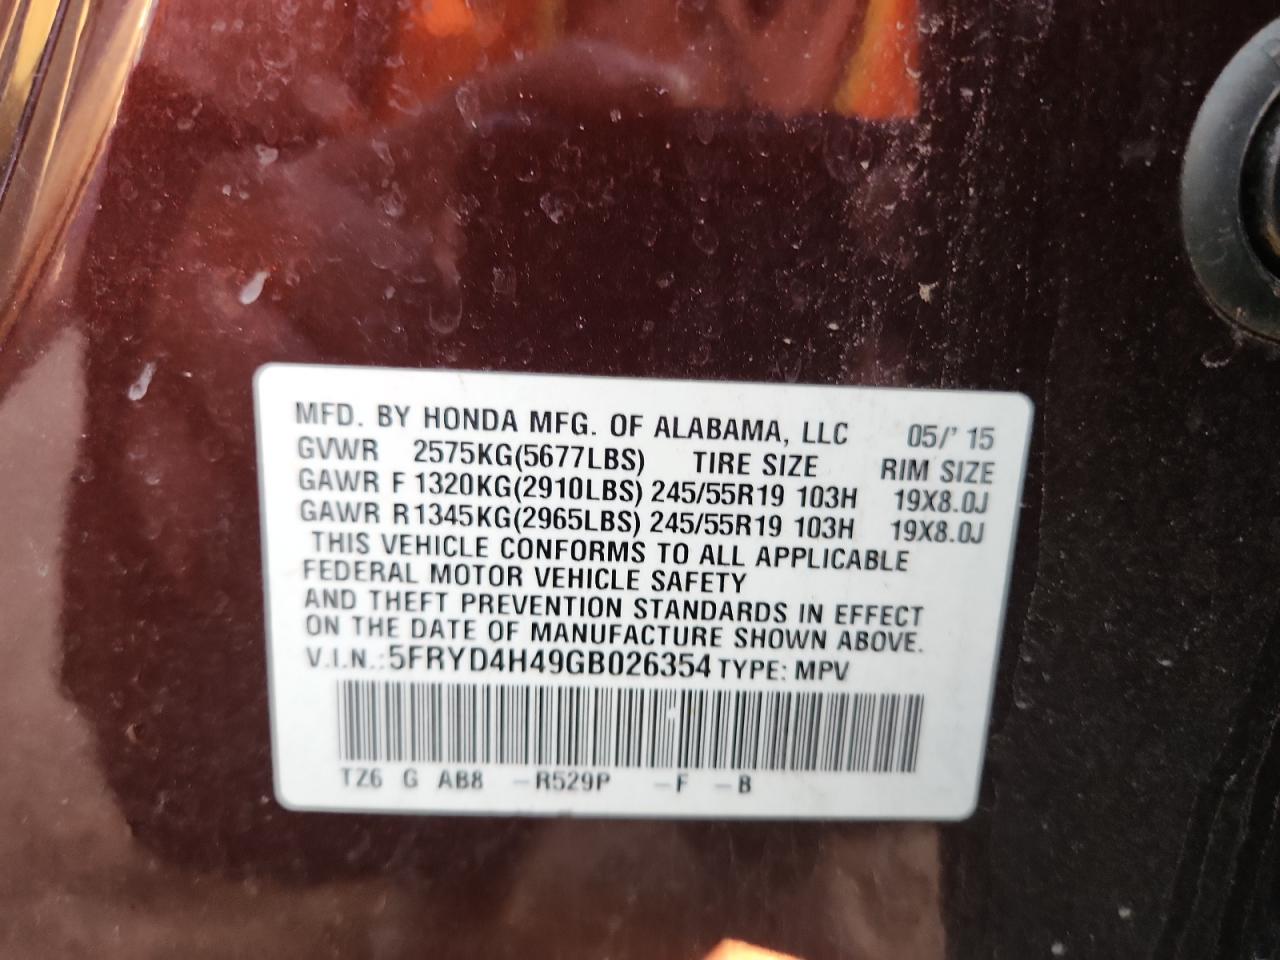 MFD. BY HONDA MFG. OF ALABAMA, LLC 05/' 15
GVWR 2575KG(5677LBS) TIRE SIZE RIM SIZE
GAWR F 1320KG(2910LBS) 245/55R19 103H 19X8.0J
GAWR R 1345KG(2965LBS) 245/55R19 103H 19X8.0J
THIS VEHICLE CONFORMS TO ALL APPLICABLE
FEDERAL MOTOR VEHICLE SAFETY
AND THEFT PREVENTION STANDARDS IN EFFECT
ON THE DATE OF MANUFACTURE SHOWN ABOVE.
V.I.N.:5FRYD4H49GB026354 TYPE: MPV
TZ6 G AB8 -R529P -F -B